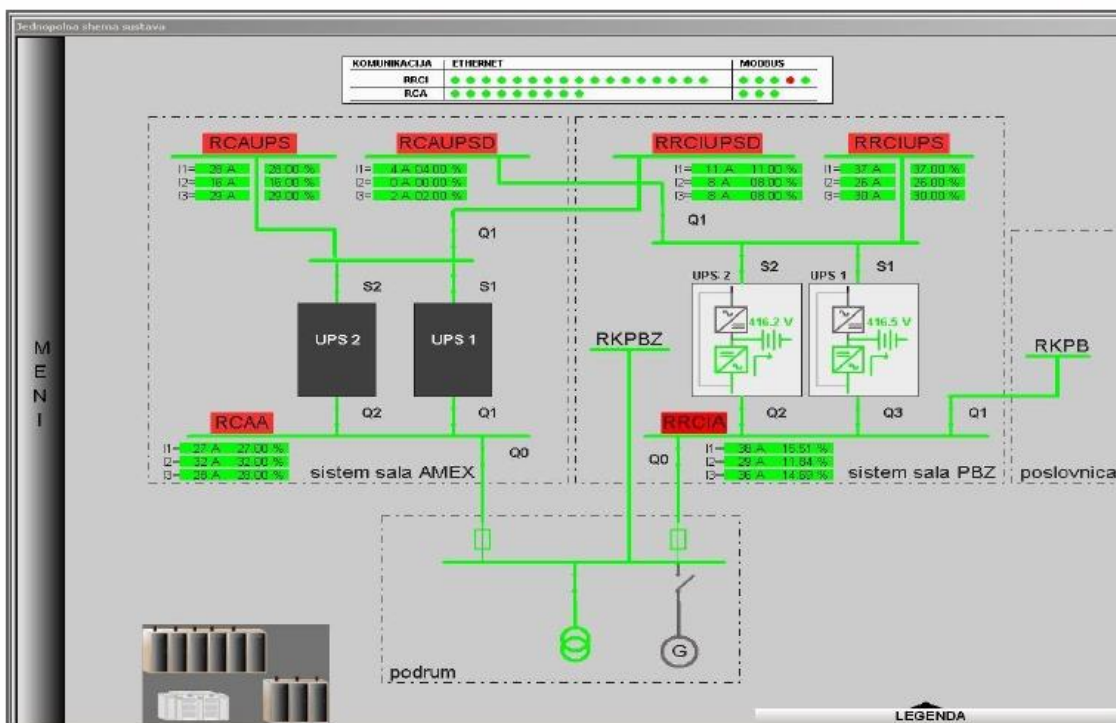 Jednopolna shema sustava
KOMUNIKACIJA ETHERNET MODBUS
RRCI
RCA
RCAUPS RCAUPSD RRCIUPSD RRCIUPS
I1= 28 A 28.00 % I1= 4 A 04.00 % I1= 11 A 11.00 % I1= 37 A 37.00 %
I2= 16 A 16.00 % I2= 0 A 00.00 % I2= 8 A 08.00 % I2= 26 A 26.00 %
I3= 29 A 29.00 % I3= 2 A 02.00 % I3= 8 A 08.00 % I3= 30 A 30.00 %
Q1 Q1
S2 S1 S2 S1
UPS 2 UPS 1
UPS 2 UPS 1
416.2 V 416.5 V
RKPBZ RKPB
MENI
Q2 Q1 Q2 Q3 Q1
RCAA RRCIA
Q0 Q0
I1= 27 A 27.00 % I1= 38 A 15.51 %
I2= 32 A 32.00 % I2= 29 A 11.84 %
I3= 28 A 28.00 % I3= 36 A 14.69 %
sistem sala AMEX sistem sala PBZ poslovnica
G
podrum
LEGENDA